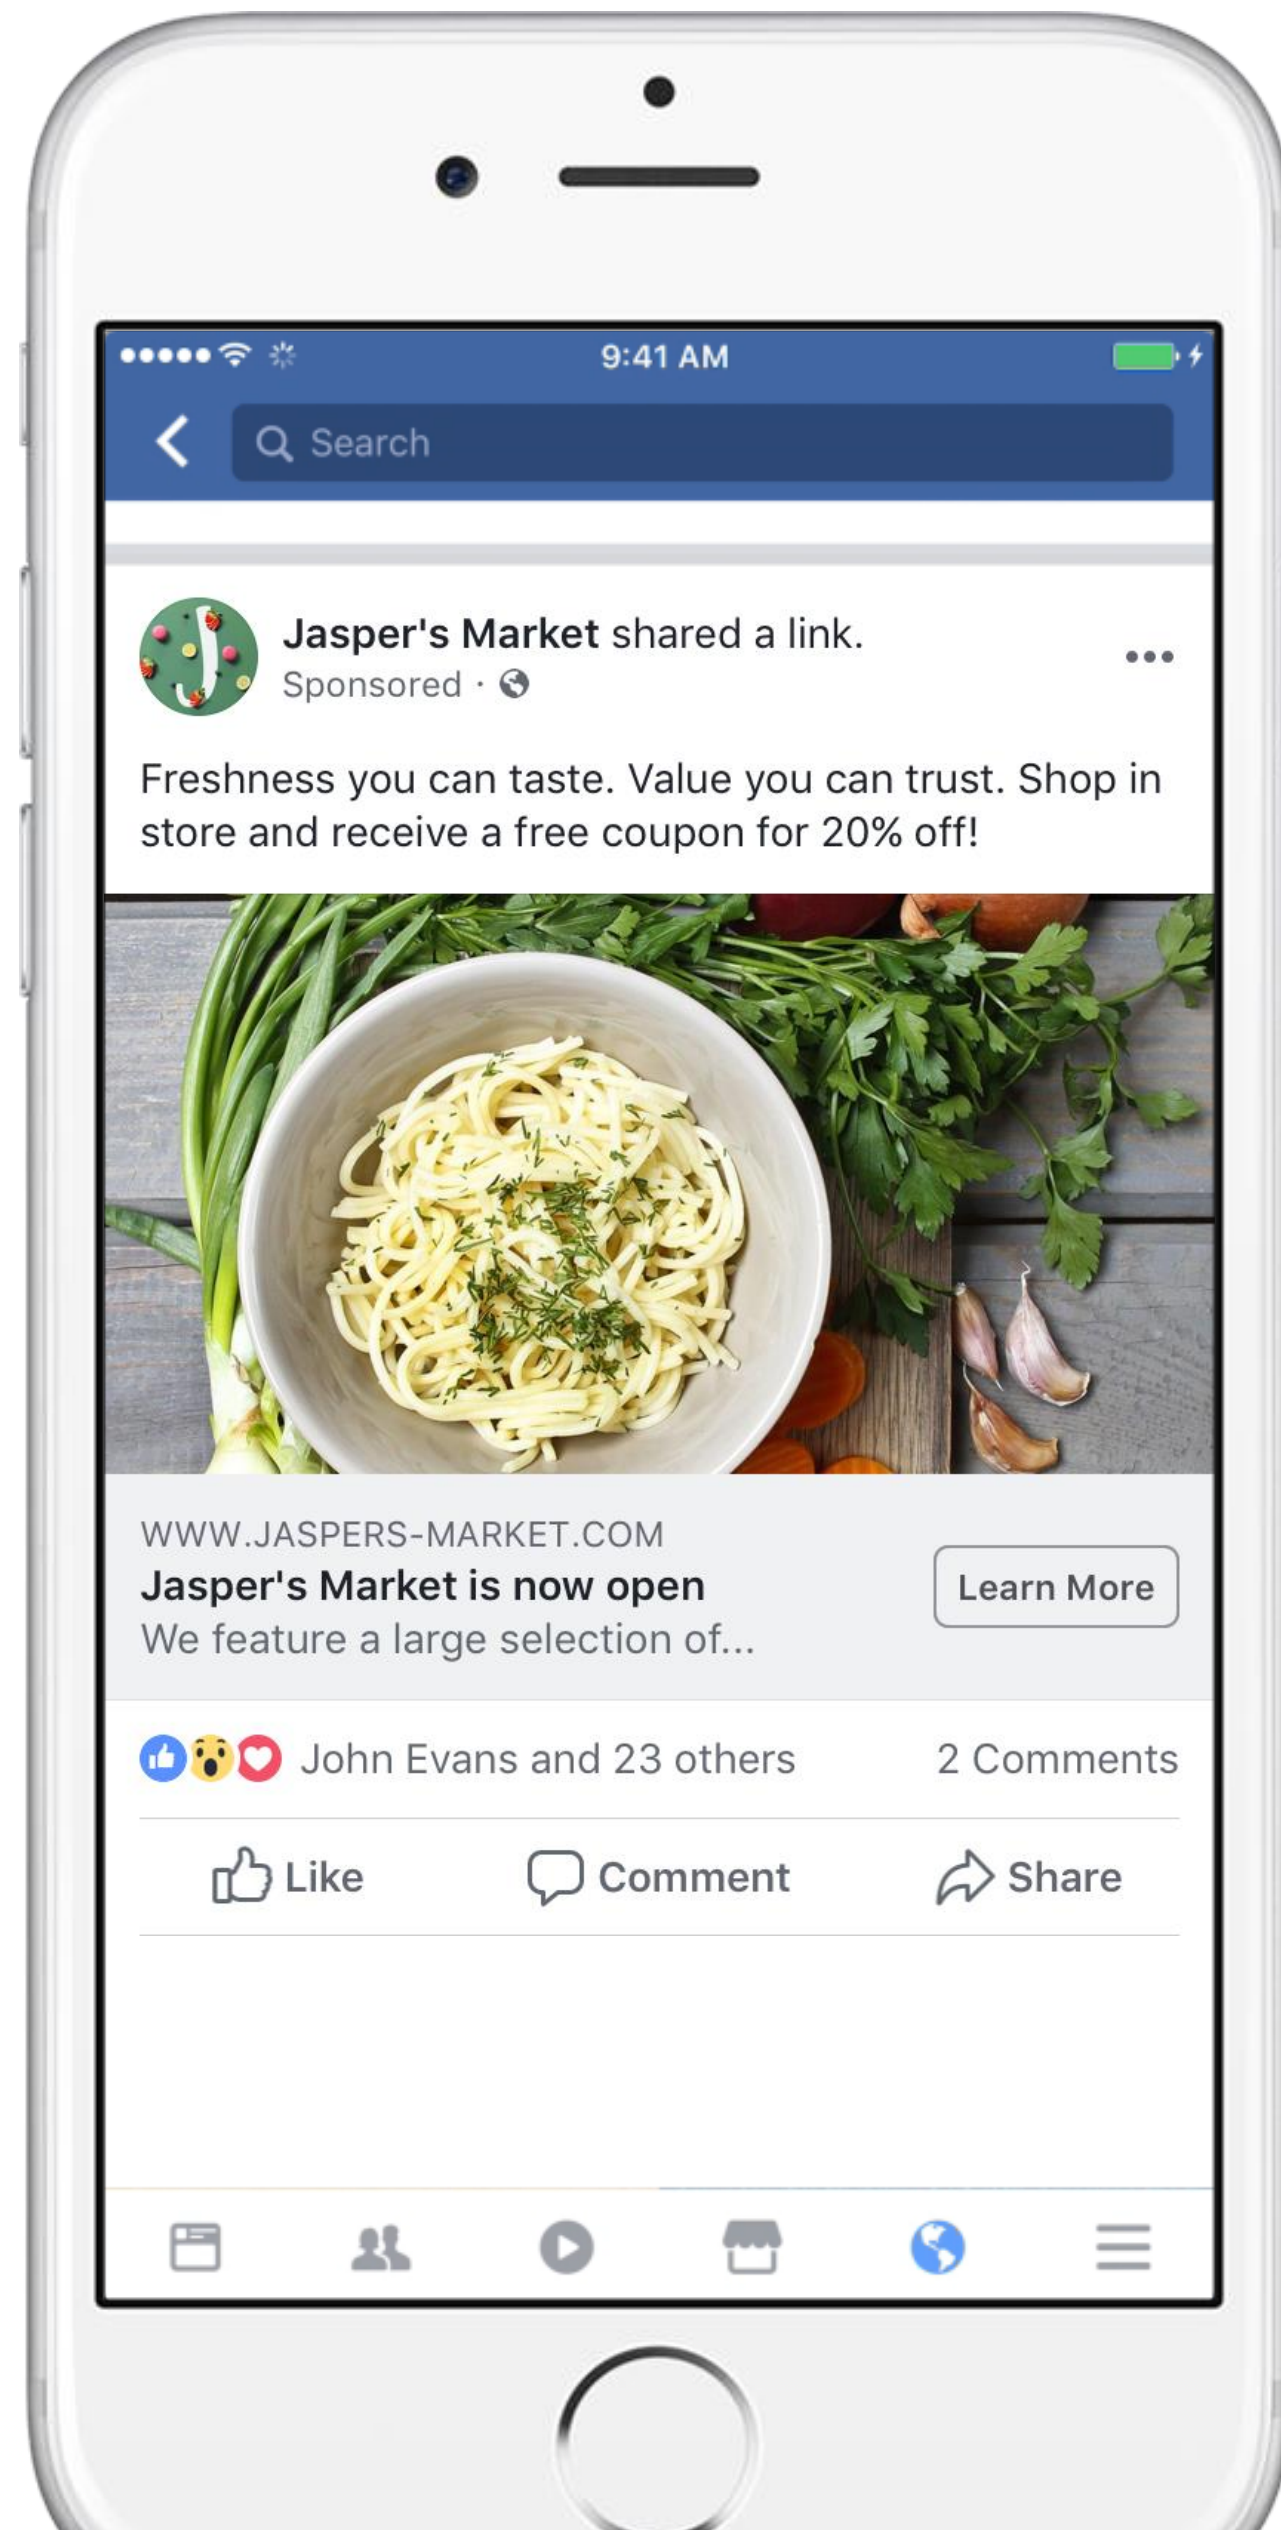 9:41 AM
Search
Jasper's Market shared a link.
Sponsored ·
Freshness you can taste. Value you can trust. Shop in
store and receive a free coupon for 20% off!
WWW.JASPERS-MARKET.COM
Jasper's Market is now open
We feature a large selection of...
Learn More
John Evans and 23 others
2 Comments
Like
Comment
Share